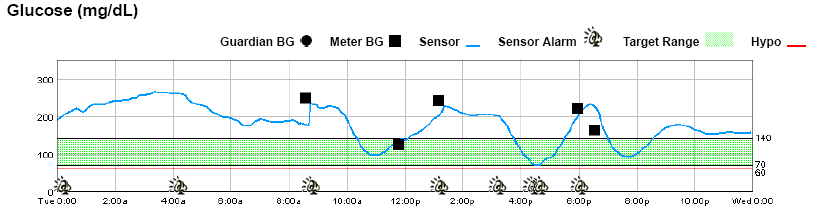 Glucose (mg/dL)
Guardian BG Meter BG Sensor Sensor Alarm Target Range Hypo
300
200
140
100
70
60
0
Tue 0:00 2:00a 4:00a 6:00a 8:00a 10:00a 12:00p 2:00p 4:00p 6:00p 8:00p 10:00p Wed 0:00